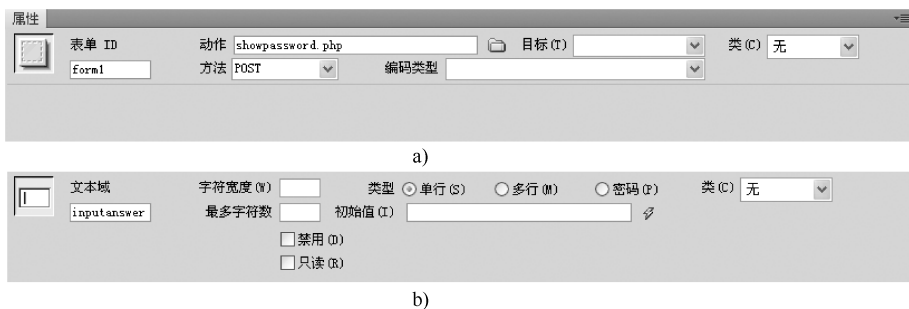 属性
表单 ID 动作 showpassword.php 目标(T) 类(C) 无
form1 方法 POST 编码类型
a)
文本域 字符宽度(W) 类型 单行(S) 多行(M) 密码(P) 类(C) 无
inputanswer 最多字符数 初始值(I)
禁用(D)
只读(R)
b)